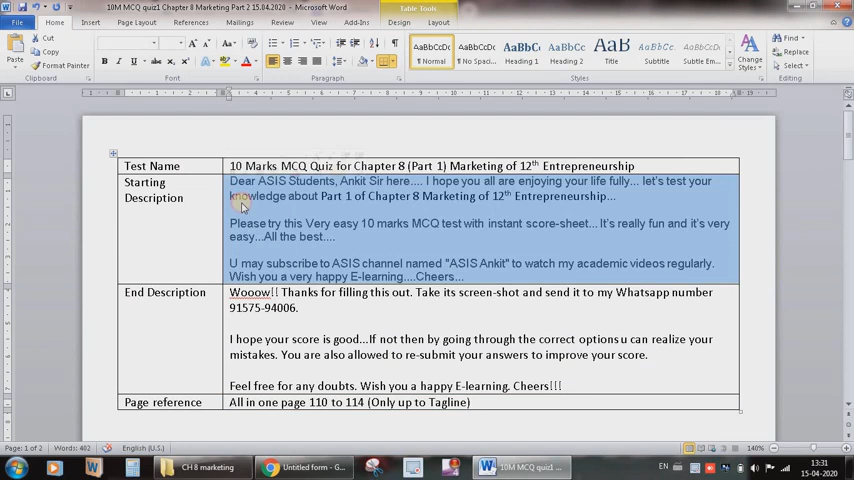 10M MCQ quiz1 Chapter 8 Marketing Part 2 15.04.2020 - Microsoft Word
Table Tools
File Home Insert Page Layout References Mailings Review View Add-Ins Design Layout
Cut
Copy
Format Painter
Paste
Clipboard
Font
Paragraph
AaBbCcDc AaBbCcDc AaBbCc AaBbCc AaB AaBbCc. AaBbCcDc
¶ Normal ¶ No Spaci... Heading 1 Heading 2 Title Subtitle Subtle Em...
Styles
Change Styles
Find
Replace
Select
Editing
Test Name 10 Marks MCQ Quiz for Chapter 8 (Part 1) Marketing of 12th Entrepreneurship
Starting Description
Dear ASIS Students, Ankit Sir here.... I hope you all are enjoying your life fully... let's test your
knowledge about Part 1 of Chapter 8 Marketing of 12th Entrepreneurship...
Please try this Very easy 10 marks MCQ test with instant score-sheet... It's really fun and it's very
easy...All the best....
U may subscribe to ASIS channel named "ASIS Ankit" to watch my academic videos regularly.
Wish you a very happy E-learning....Cheers...
End Description Wooow!! Thanks for filling this out. Take its screen-shot and send it to my Whatsapp number
91575-94006.
I hope your score is good...If not then by going through the correct options u can realize your
mistakes. You are also allowed to re-submit your answers to improve your score.
Feel free for any doubts. Wish you a happy E-learning. Cheers!!!
Page reference All in one page 110 to 114 (Only up to Tagline)
Page: 1 of 2 Words: 402 English (U.S.) 140%
CH 8 marketing Untitled form - G... 10M MCQ quiz1 ... EN 13:31
15-04-2020